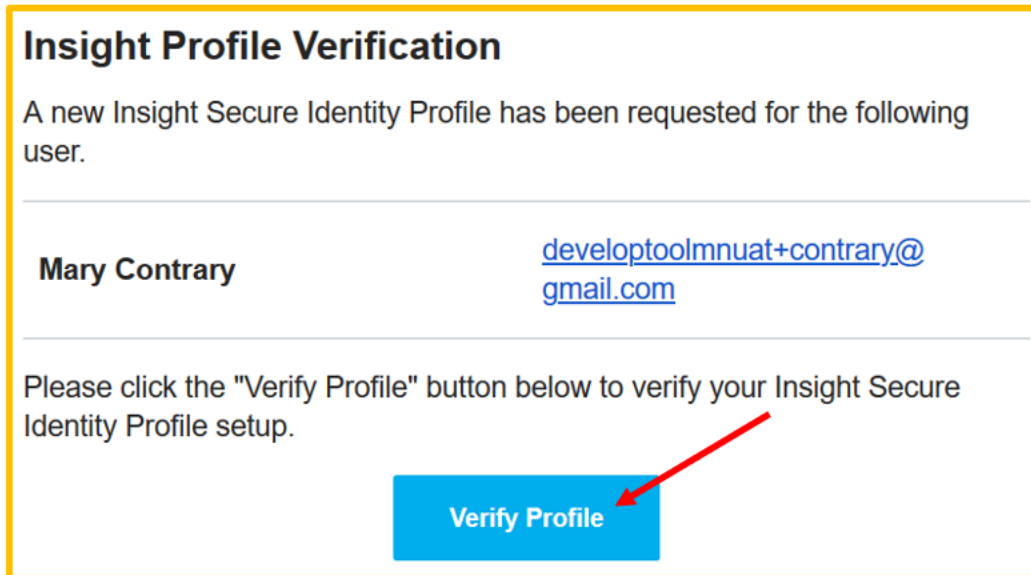 Insight Profile Verification
A new Insight Secure Identity Profile has been requested for the following
user.
Mary Contrary
developtoolmnuat+contrary@
gmail.com
Please click the "Verify Profile" button below to verify your Insight Secure
Identity Profile setup.
Verify Profile